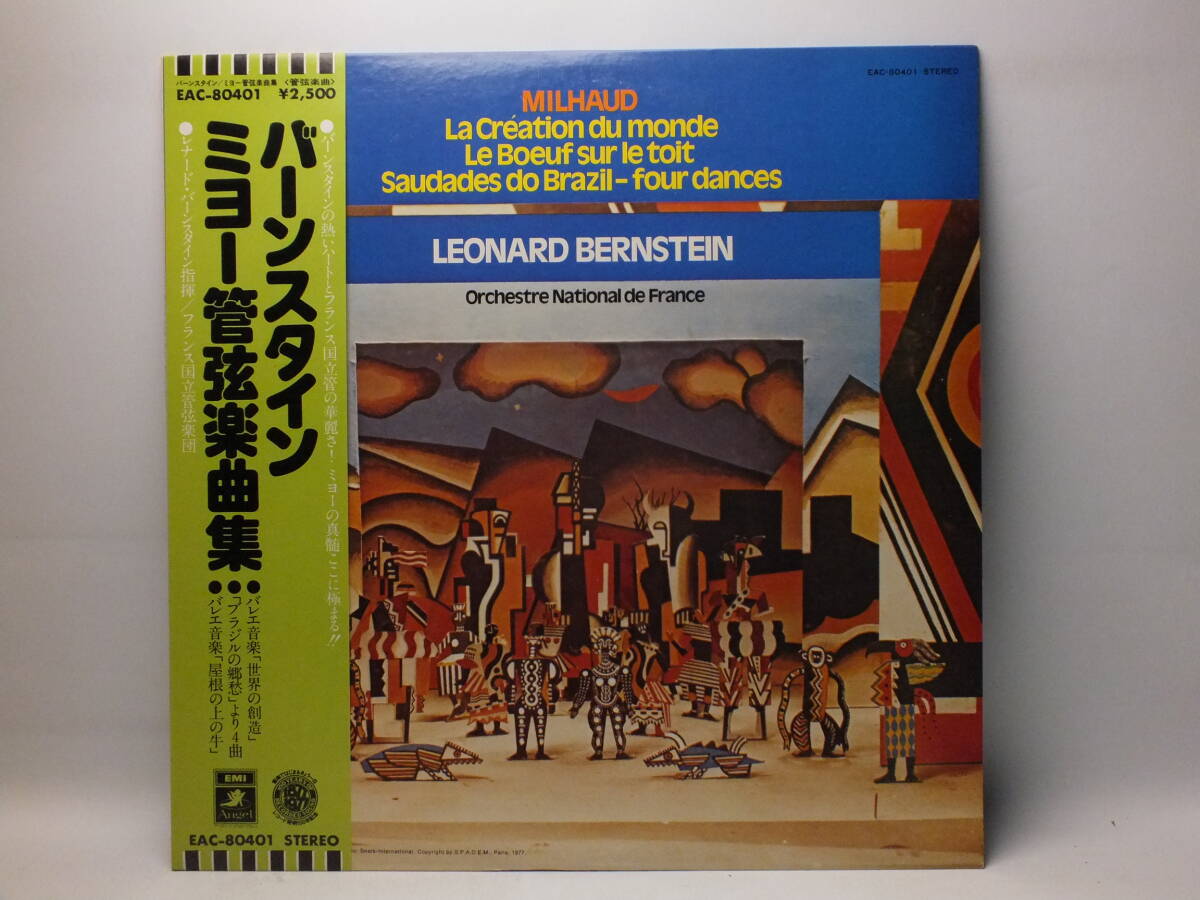 バーンスタイン/ミヨー管弦楽曲集〈管弦楽曲〉
EAC-80401 ¥2,500
●バーンスタインの熱いハートとフランス国立管の華麗さ!ミヨーの真髄ここに極まる!!
バーンスタイン
ミヨー管弦楽曲集
●レナード・バーンスタイン指揮/フランス国立管弦楽団
●バレエ音楽「世界の創造」
●「ブラジルの郷愁」より4曲
●バレエ音楽「屋根の上の牛」
EMI
Angel
1877
1977
EAC-80401 STEREO
EAC-80401 STEREO
MILHAUD
La Création du monde
Le Boeuf sur le toit
Saudades do Brazil – four dances
LEONARD BERNSTEIN
Orchestre National de France
Snark-International. Copyright by S.P.A.D.E.M., Paris, 1977.